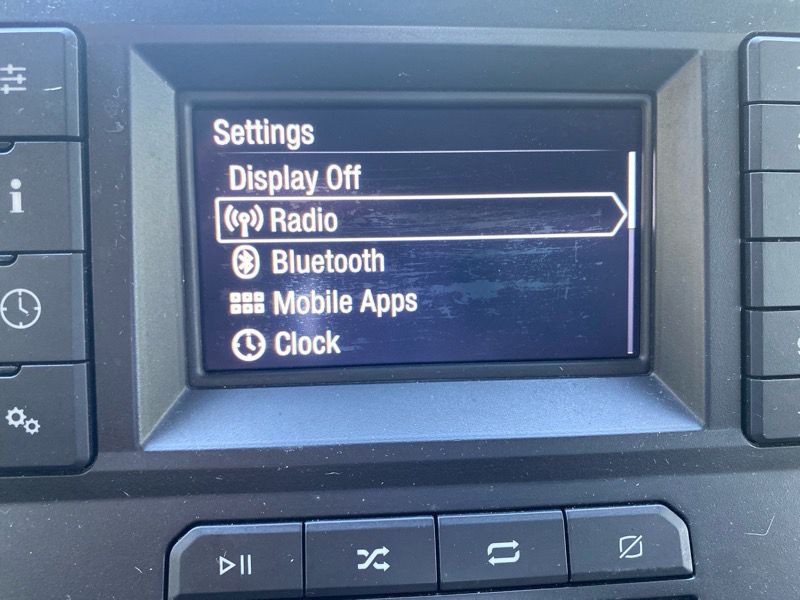 Settings
Display Off
Radio
Bluetooth
Mobile Apps
Clock
i